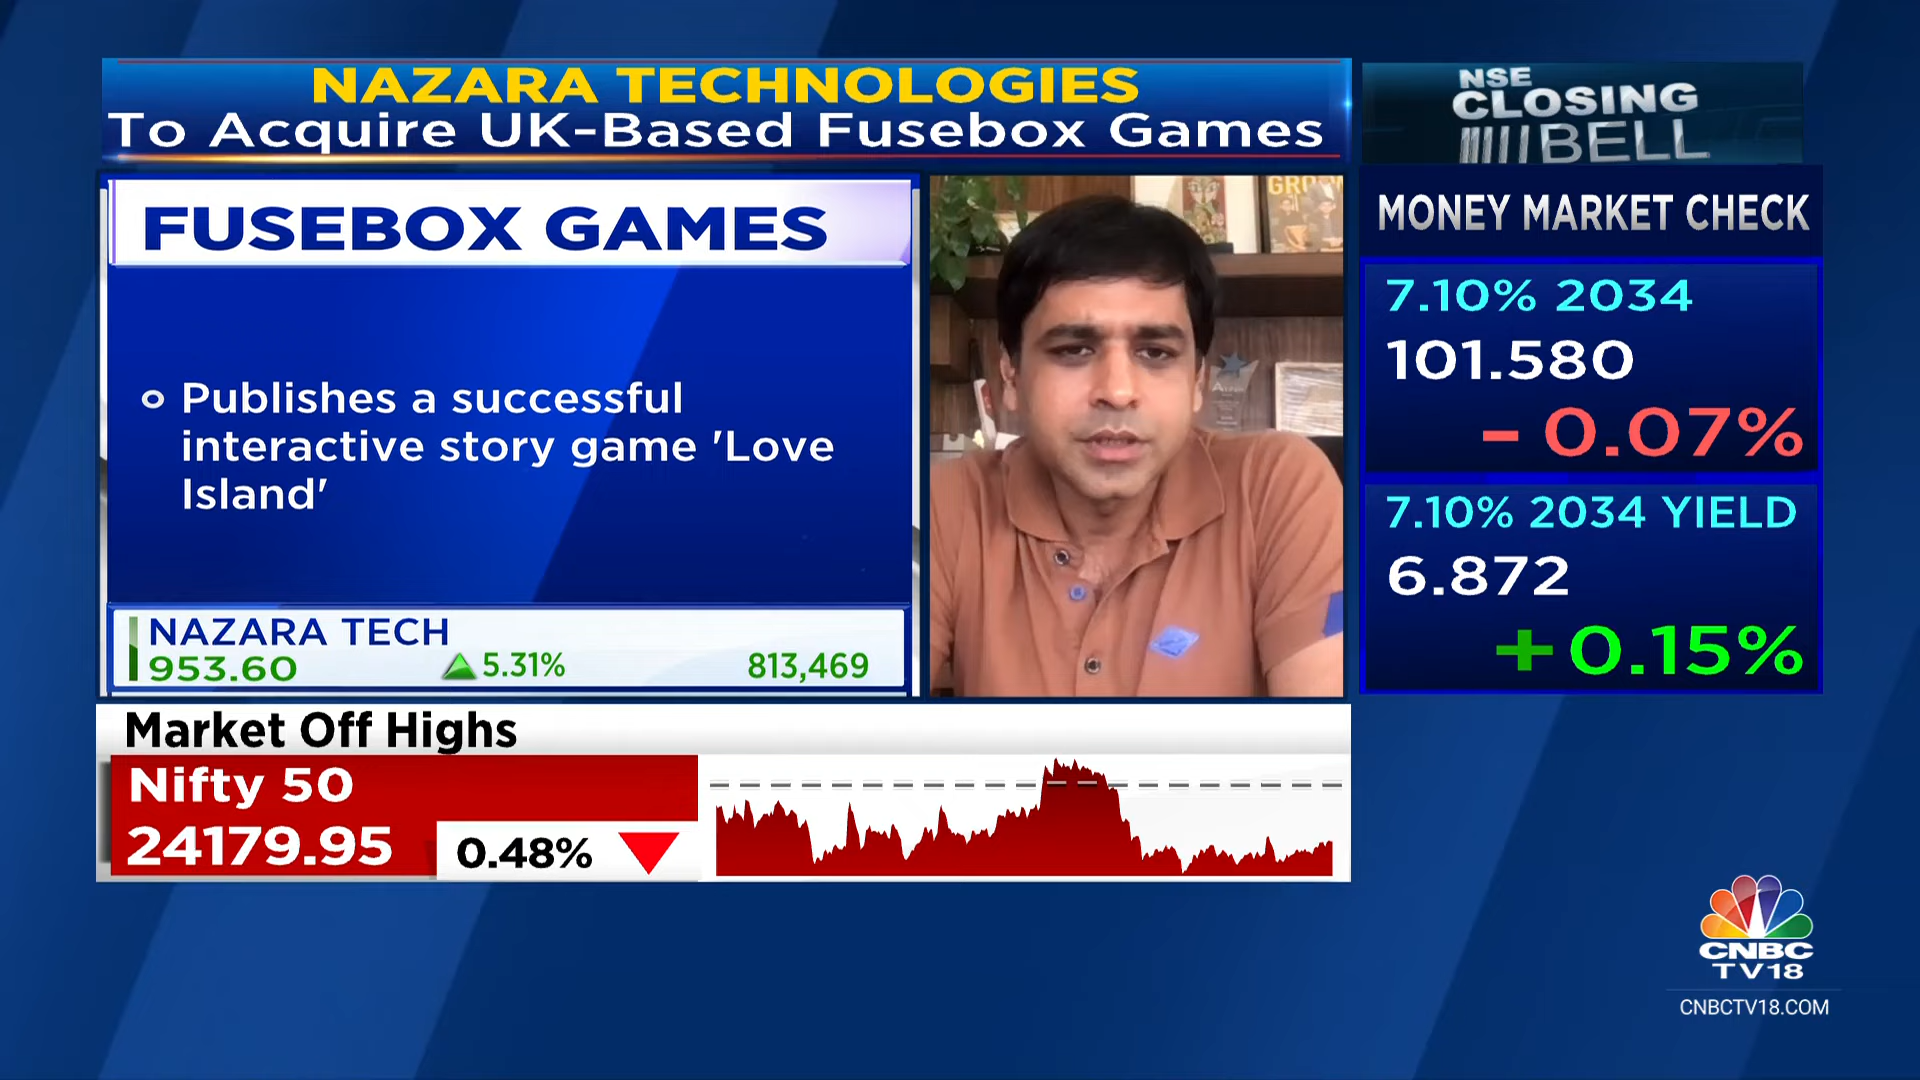 NAZARA TECHNOLOGIES
To Acquire UK-Based Fusebox Games
NSE
CLOSING
BELL
FUSEBOX GAMES
Publishes a successful
interactive story game 'Love
Island'
NAZARA TECH
953.60 5.31% 813,469
MONEY MARKET CHECK
7.10% 2034
101.580
- 0.07%
7.10% 2034 YIELD
6.872
+0.15%
Market Off Highs
Nifty 50
24179.95 0.48%
CNBC
TV18
CNBCTV18.COM